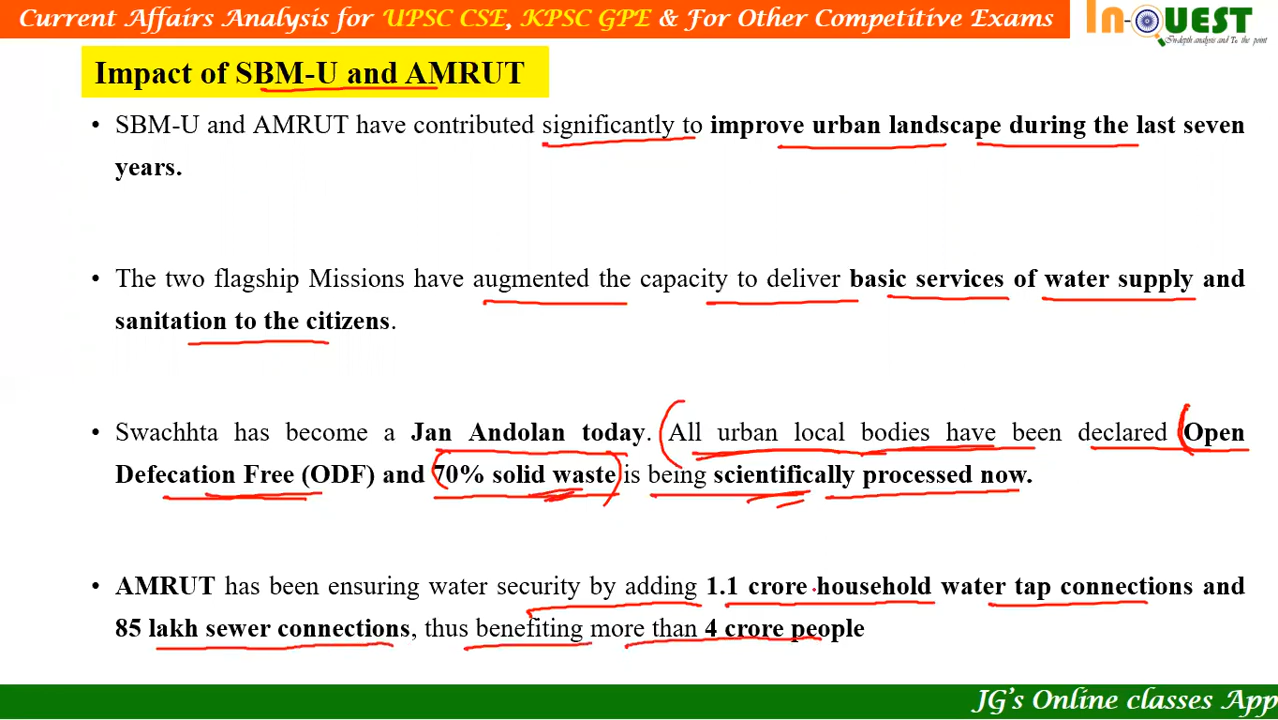 Current Affairs Analysis for UPSC CSE, KPSC GPE & For Other Competitive Exams
In-QUEST
In-depth analysis and To the point
Impact of SBM-U and AMRUT
• SBM-U and AMRUT have contributed significantly to improve urban landscape during the last seven
years.
• The two flagship Missions have augmented the capacity to deliver basic services of water supply and
sanitation to the citizens.
• Swachhta has become a Jan Andolan today. All urban local bodies have been declared Open
Defecation Free (ODF) and 70% solid waste is being scientifically processed now.
• AMRUT has been ensuring water security by adding 1.1 crore household water tap connections and
85 lakh sewer connections, thus benefiting more than 4 crore people
JG's Online classes App